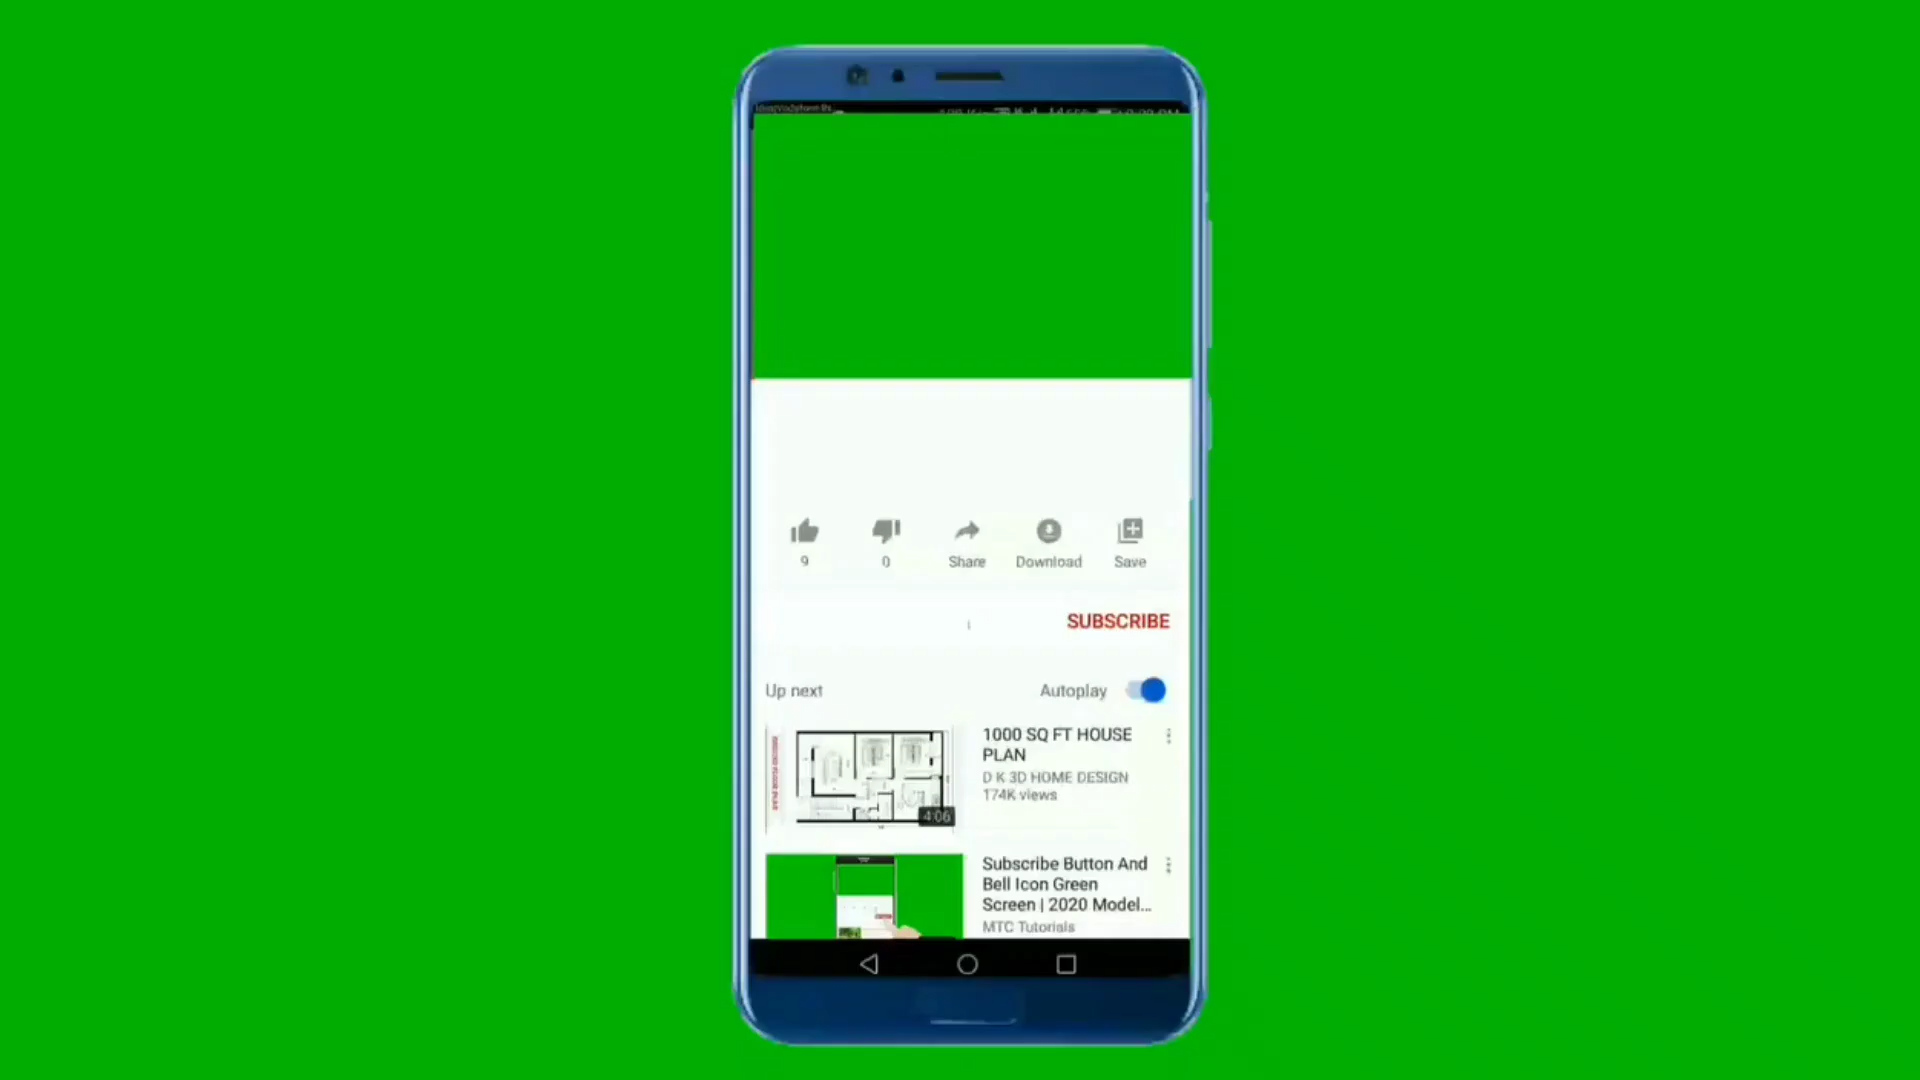 9
0
Share
Download
Save
SUBSCRIBE
Up next
Autoplay
1000 SQ FT HOUSE
PLAN
D K 3D HOME DESIGN
174K views
4:06
Subscribe Button And
Bell Icon Green
Screen | 2020 Model...
MTC Tutorials